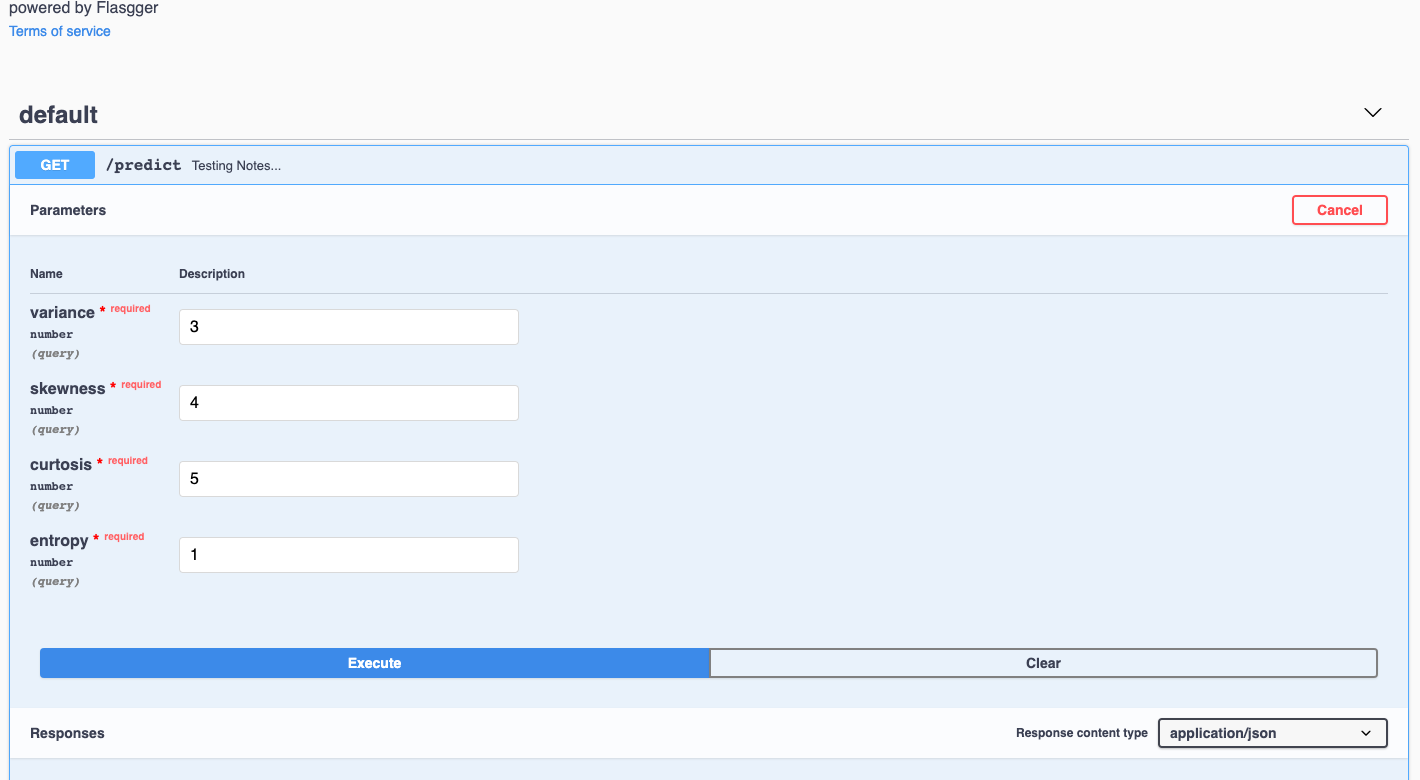 powered by Flasgger
Terms of service
default
GET /predict Testing Notes...
Parameters Cancel
Name Description
variance * required
number
(query)
3
skewness * required
number
(query)
4
curtosis * required
number
(query)
5
entropy * required
number
(query)
1
Execute Clear
Responses Response content type application/json